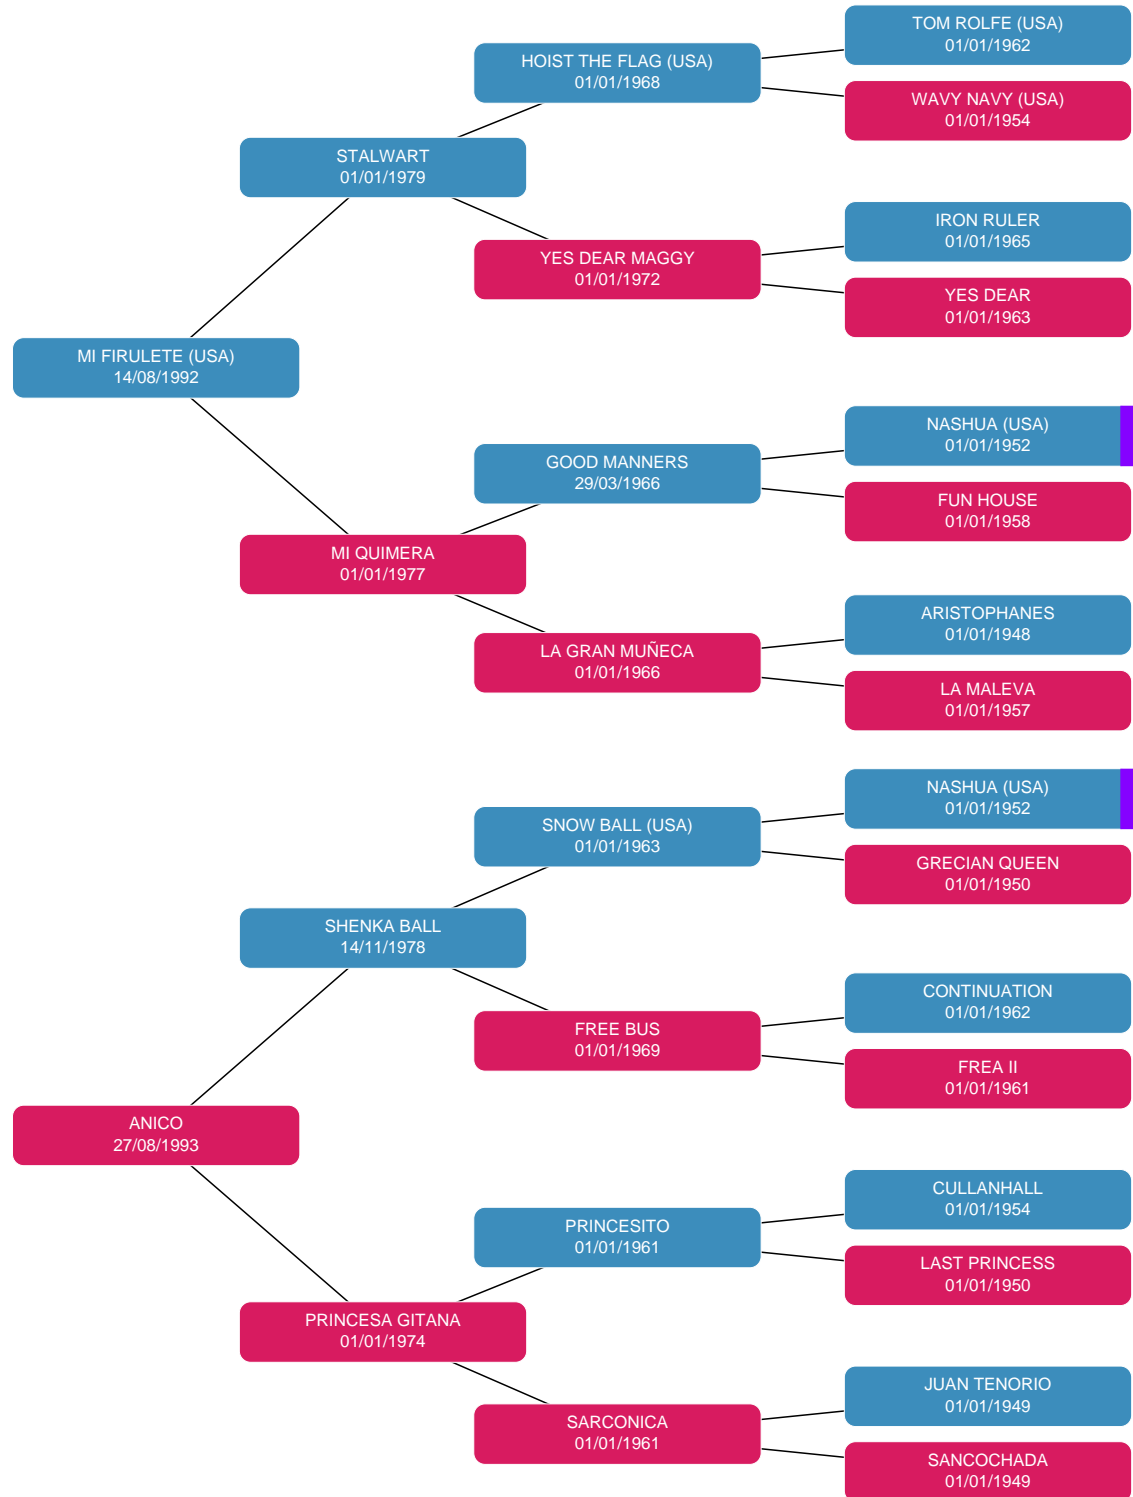 TOM ROLFE (USA)
01/01/1962
HOIST THE FLAG (USA)
01/01/1968
WAVY NAVY (USA)
01/01/1954
STALWART
01/01/1979
IRON RULER
01/01/1965
YES DEAR MAGGY
01/01/1972
YES DEAR
01/01/1963
MI FIRULETE (USA)
14/08/1992
NASHUA (USA)
01/01/1952
GOOD MANNERS
29/03/1966
FUN HOUSE
01/01/1958
MI QUIMERA
01/01/1977
ARISTOPHANES
01/01/1948
LA GRAN MUÑECA
01/01/1966
LA MALEVA
01/01/1957
NASHUA (USA)
01/01/1952
SNOW BALL (USA)
01/01/1963
GRECIAN QUEEN
01/01/1950
SHENKA BALL
14/11/1978
CONTINUATION
01/01/1962
FREE BUS
01/01/1969
FREA II
01/01/1961
ANICO
27/08/1993
CULLANHALL
01/01/1954
PRINCESITO
01/01/1961
LAST PRINCESS
01/01/1950
PRINCESA GITANA
01/01/1974
JUAN TENORIO
01/01/1949
SARCONICA
01/01/1961
SANCOCHADA
01/01/1949